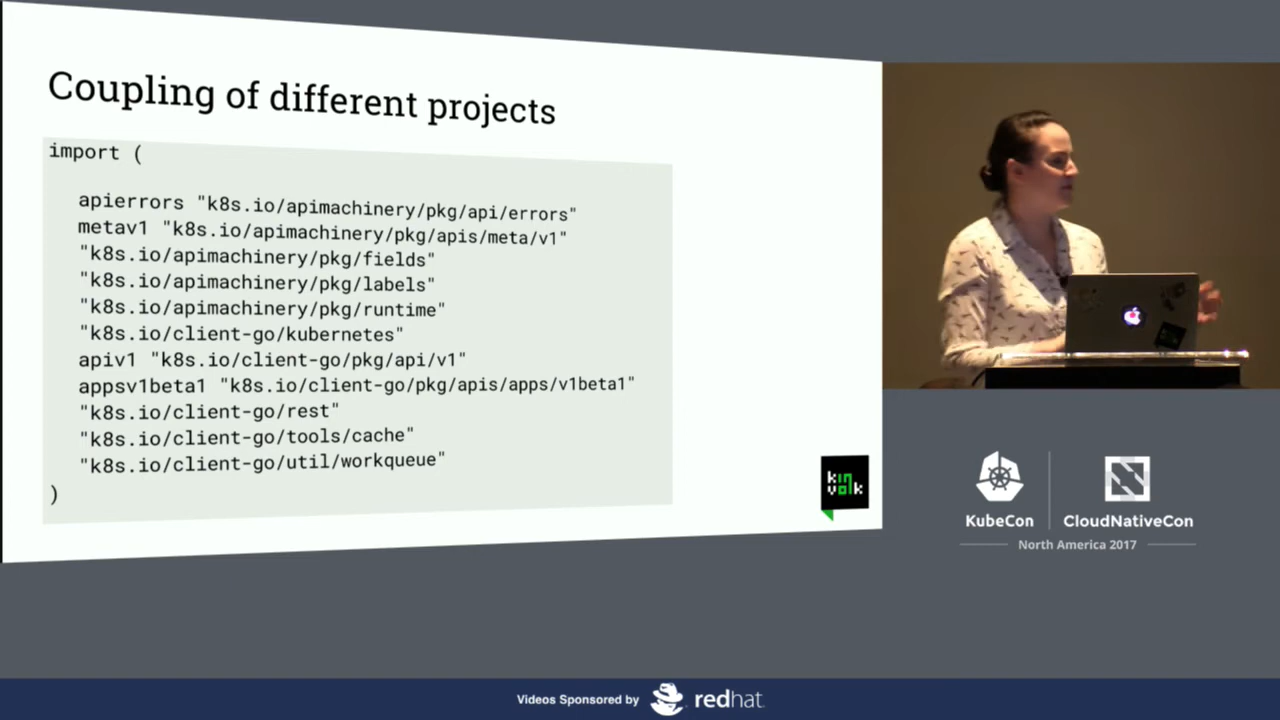 Coupling of different projects
import (
apierrors "k8s.io/apimachinery/pkg/api/errors"
metav1 "k8s.io/apimachinery/pkg/apis/meta/v1"
"k8s.io/apimachinery/pkg/fields"
"k8s.io/apimachinery/pkg/labels"
"k8s.io/apimachinery/pkg/runtime"
"k8s.io/client-go/kubernetes"
apiv1 "k8s.io/client-go/pkg/api/v1"
appsv1beta1 "k8s.io/client-go/pkg/apis/apps/v1beta1"
"k8s.io/client-go/rest"
"k8s.io/client-go/tools/cache"
"k8s.io/client-go/util/workqueue"
)
kin
volk
KubeCon
CloudNativeCon
North America 2017
Videos Sponsored by
redhat.